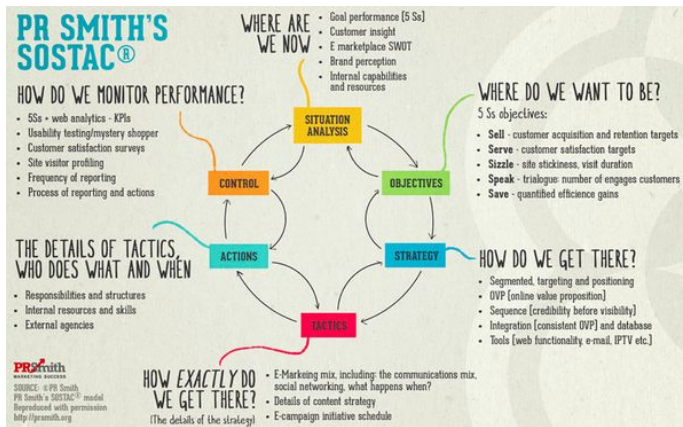 PR SMITH'S
SOSTAC®
WHERE ARE
WE NOW
• Goal performance [5 Ss]
• Customer insight
• E marketplace SWOT
• Brand perception
• Internal capabilities
and resources
SITUATION
ANALYSIS
WHERE DO WE WANT TO BE?
5 Ss objectives:
• Sell - customer acquisition and retention targets
• Serve - customer satisfaction targets
• Sizzle - site stickiness, visit duration
• Speak - trialogue: number of engages customers
• Save - quantified efficience gains
OBJECTIVES
STRATEGY
HOW DO WE GET THERE?
• Segmented, targeting and positioning
• OVP [online value proposition]
• Sequence [credibility before visibility]
• Integration [consistent OVP] and database
• Tools [web functionality, e-mail, IPTV etc.]
TACTICS
HOW EXACTLY DO
WE GET THERE?
(The details of the strategy)
• E-Markeing mix, including: the communications mix,
social networking, what happens when?
• Details of content strategy
• E-campaign initiative schedule
ACTIONS
THE DETAILS OF TACTICS,
WHO DOES WHAT AND WHEN
• Responsibilities and structures
• Internal resources and skills
• External agencies
CONTROL
HOW DO WE MONITOR PERFORMANCE?
• 5Ss + web analytics - KPIs
• Usability testing/mystery shopper
• Customer satisfaction surveys
• Site visitor profiling
• Frequency of reporting
• Process of reporting and actions
PRSmith
MARKETING SUCCESS
SOURCE: ®PR Smith
PR Smith's SOSTAC® model
Reproduced with permission
http://prsmith.org